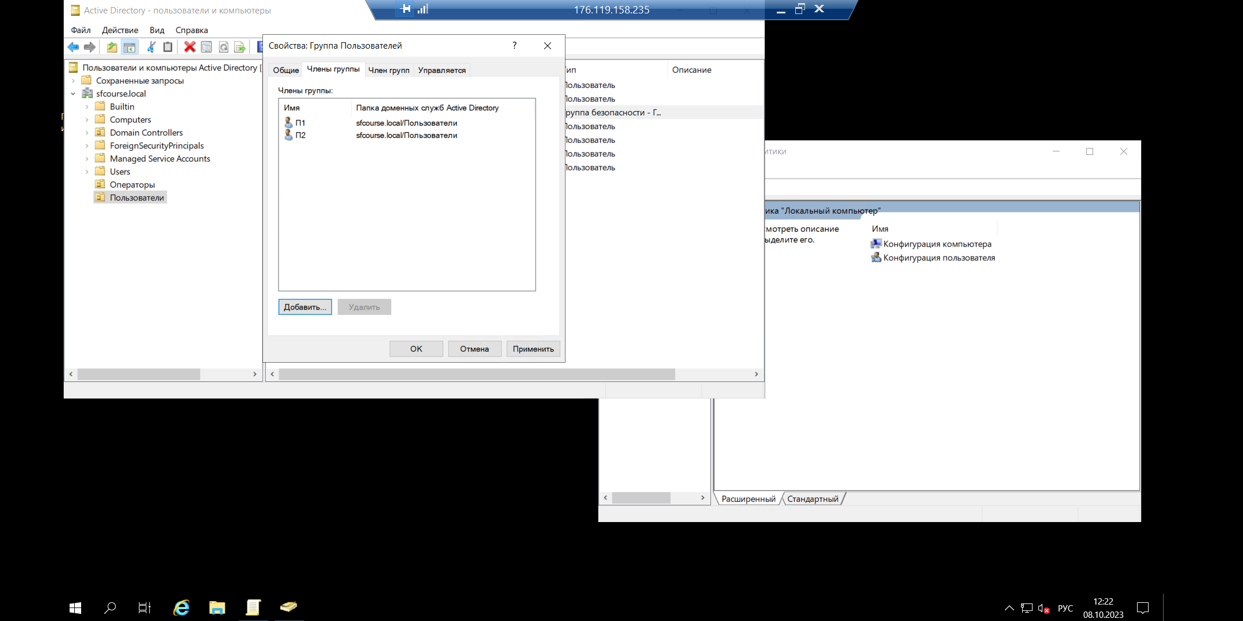 Active Directory - пользователи и компьютеры
176.119.158.235
Файл Действие Вид Справка
Пользователи и компьютеры Active Directory [
Сохраненные запросы
sfcourse.local
Builtin
Computers
Domain Controllers
ForeignSecurityPrincipals
Managed Service Accounts
Users
Операторы
Пользователи
Свойства: Группа Пользователей
?
Общие Члены группы Член групп Управляется
Члены группы:
Имя Папка доменных служб Active Directory
П1 sfcourse.local/Пользователи
П2 sfcourse.local/Пользователи
Добавить... Удалить
ОК Отмена Применить
ип Описание
Пользователь
Пользователь
руппа безопасности - Г...
Пользователь
Пользователь
Пользователь
Пользователь
итики
ика "Локальный компьютер"
смотреть описание
ыделите его.
Имя
Конфигурация компьютера
Конфигурация пользователя
Расширенный Стандартный
РУС
12:22
08.10.2023